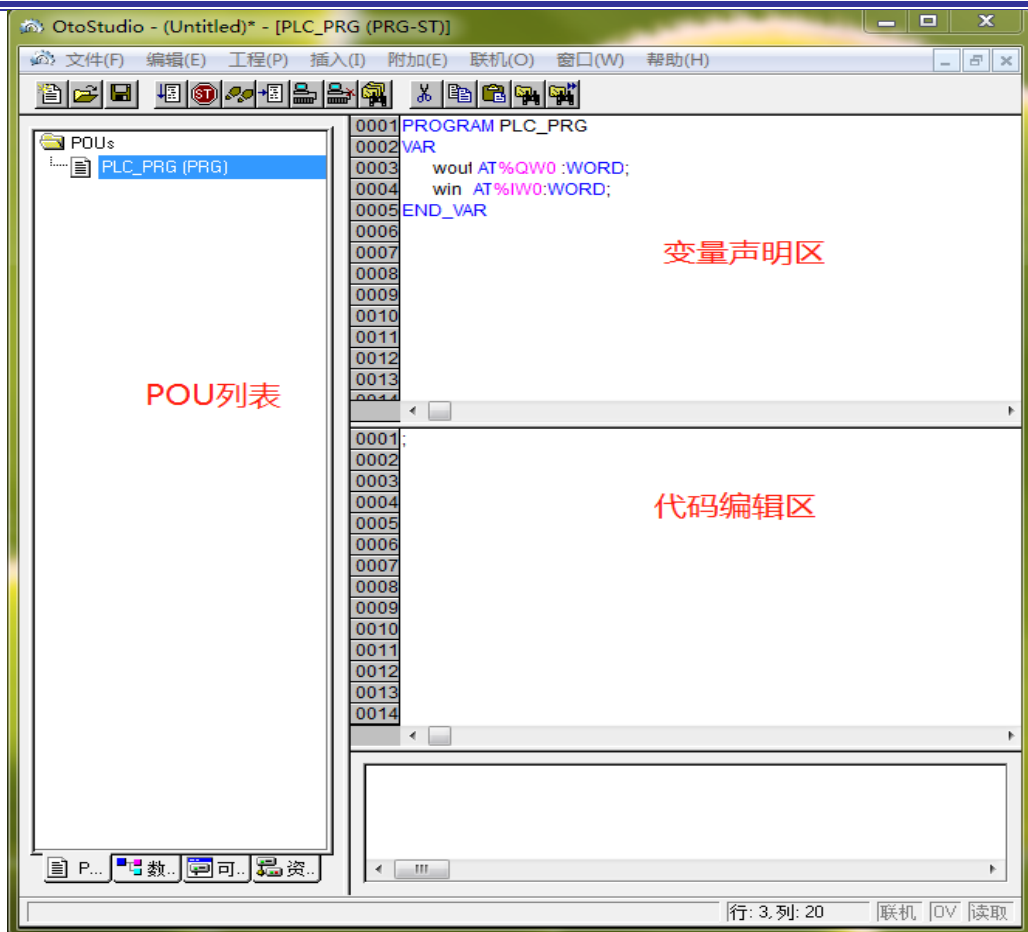 OtoStudio - (Untitled)* - [PLC_PRG (PRG-ST)]
文件(F) 编辑(E) 工程(P) 插入(I) 附加(E) 联机(O) 窗口(W) 帮助(H)
POUs
PLC_PRG (PRG)
POU列表
P... 数.. 可.. 资..
0001 PROGRAM PLC_PRG
0002 VAR
0003 wout AT%QW0 :WORD;
0004 win AT%IW0:WORD;
0005 END_VAR
0006
0007
变量声明区
0008
0009
0010
0011
0012
0013
0014
0001 ;
0002
0003
0004
代码编辑区
0005
0006
0007
0008
0009
0010
0011
0012
0013
0014
行: 3,列: 20 联机 OV 读取